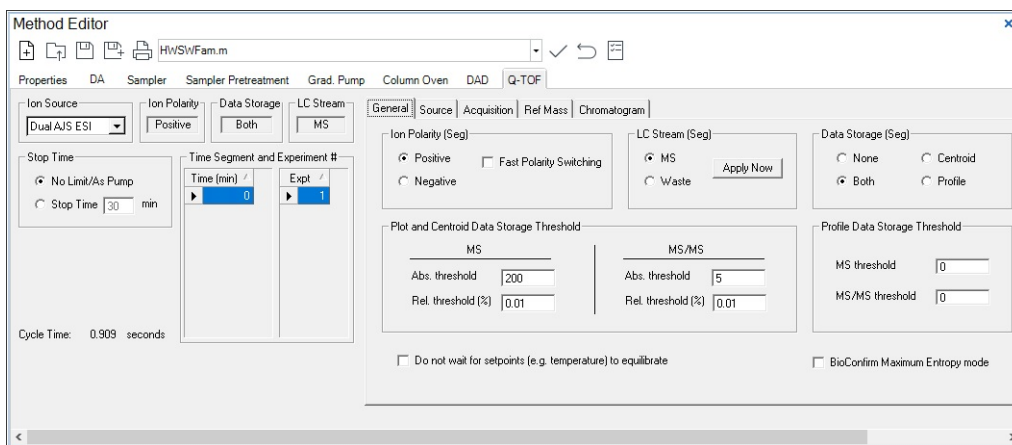 Method Editor
HWSWFam.m
Properties DA Sampler Sampler Pretreatment Grad. Pump Column Oven DAD Q-TOF
Ion Source Ion Polarity Data Storage LC Stream
Dual AJS ESI Positive Both MS
Stop Time
No Limit/As Pump
Stop Time 30 min
Time Segment and Experiment #
Time (min) Expt
0 1
Cycle Time: 0.909 seconds
General Source Acquisition Ref Mass Chromatogram
Ion Polarity (Seg)
Positive Fast Polarity Switching
Negative
LC Stream (Seg)
MS
Waste
Apply Now
Data Storage (Seg)
None Centroid
Both Profile
Plot and Centroid Data Storage Threshold
MS
Abs. threshold 200
Rel. threshold (%) 0.01
MS/MS
Abs. threshold 5
Rel. threshold (%) 0.01
Profile Data Storage Threshold
MS threshold 0
MS/MS threshold 0
Do not wait for setpoints (e.g. temperature) to equilibrate
BioConfirm Maximum Entropy mode